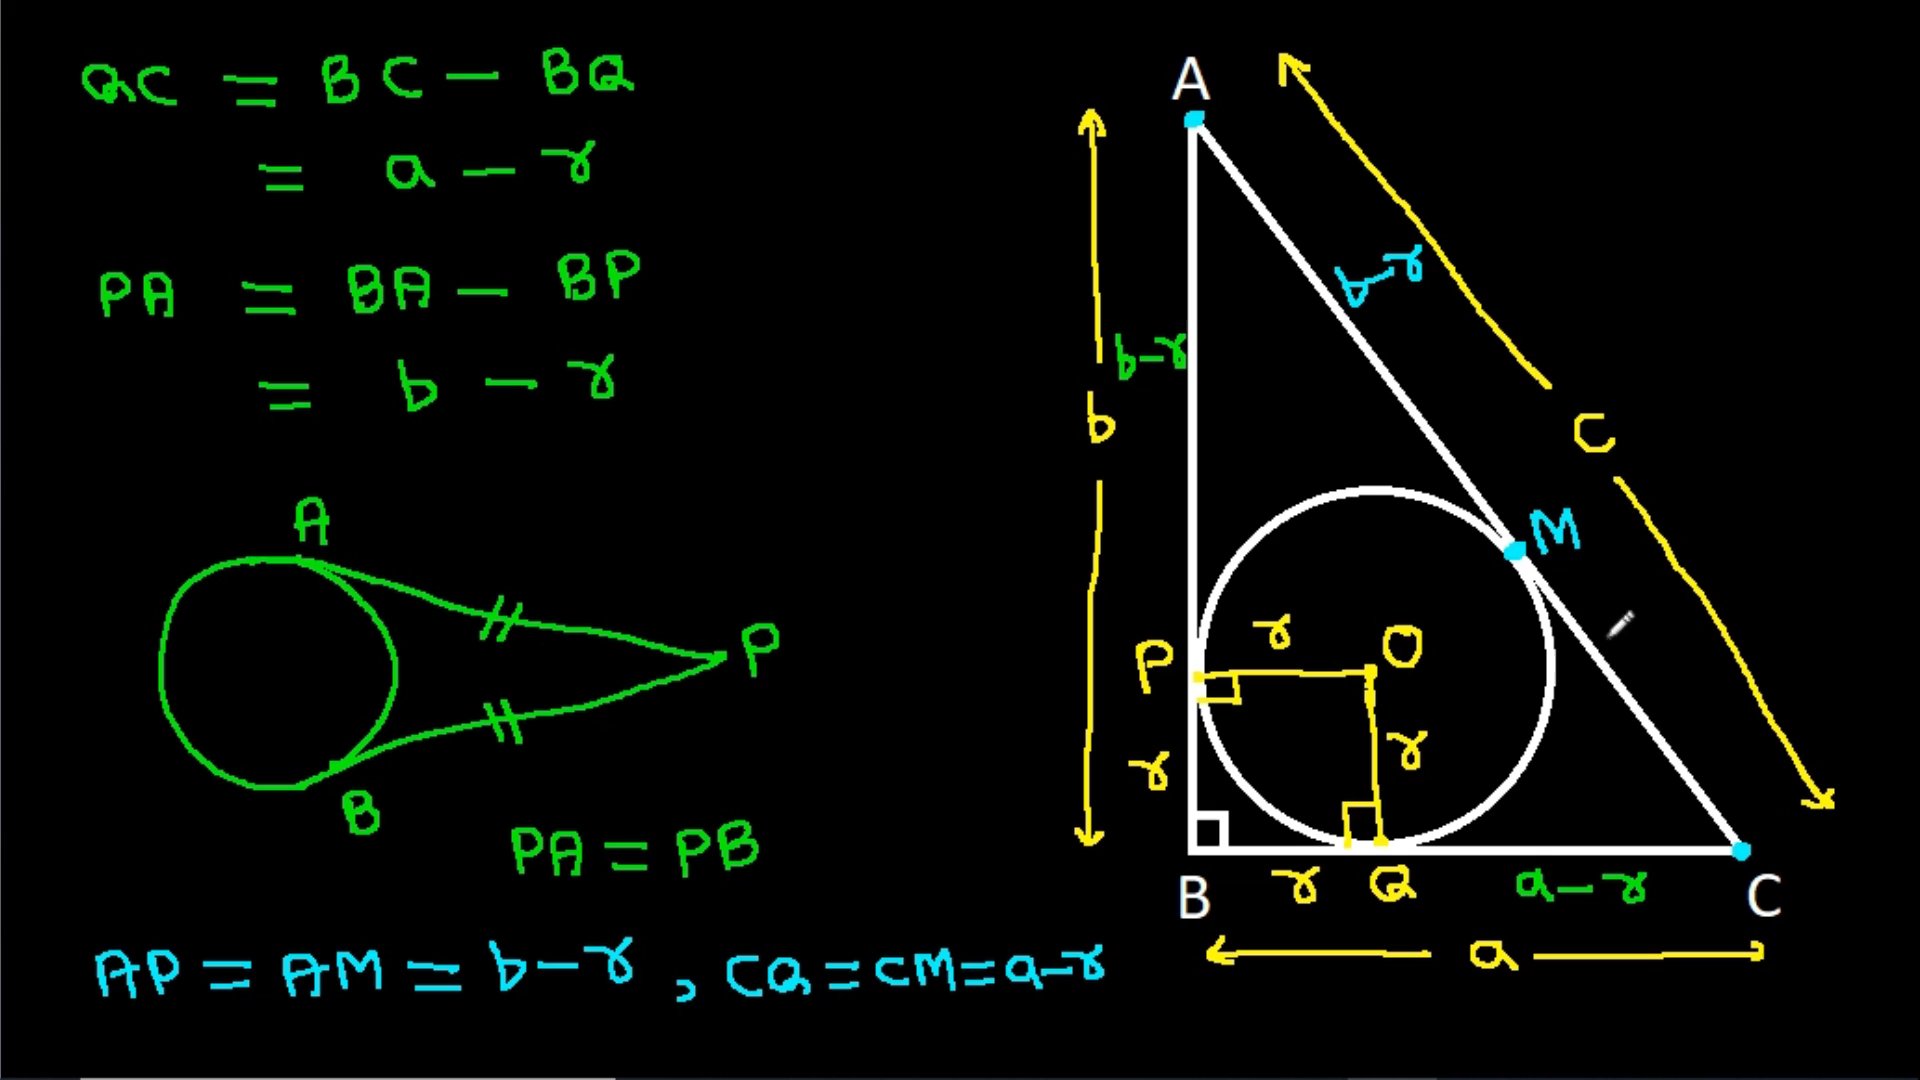 QC = BC - BQ
= a - r
PA = BA - BP
= b - r
A
P
B
PA = PB
AP = AM = b - r , CQ = CM = a - r
A
b - r
b - r
b
C
M
r
O
P
r
r
B
r
Q
a - r
C
a